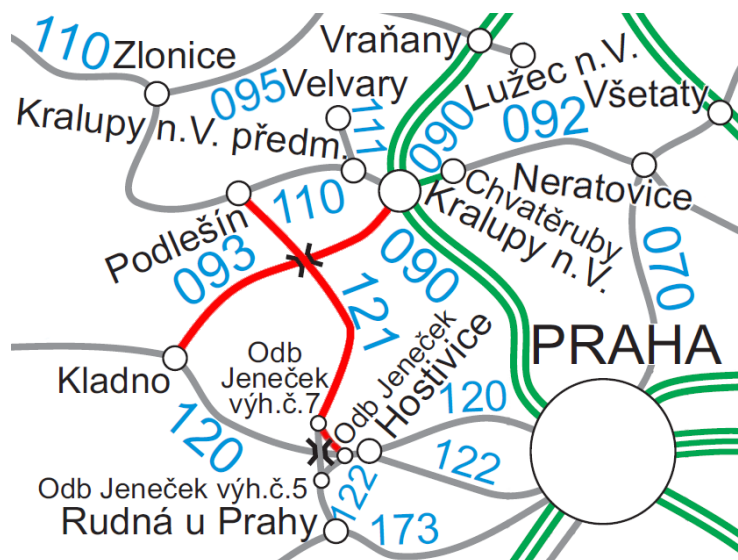 110
Zlonice
095
Velvary
Vraňany
Lužec n.V.
Všetaty
Kralupy n.V. předm.
111
090
092
Neratovice
Chvatěruby
Kralupy n.V.
110
Podlešín
093
090
070
121
PRAHA
Kladno
Odb
Jeneček
výh.č.7
Odb Jeneček
Hostivice
120
120
122
Odb Jeneček výh.č.5
122
Rudná u Prahy
173